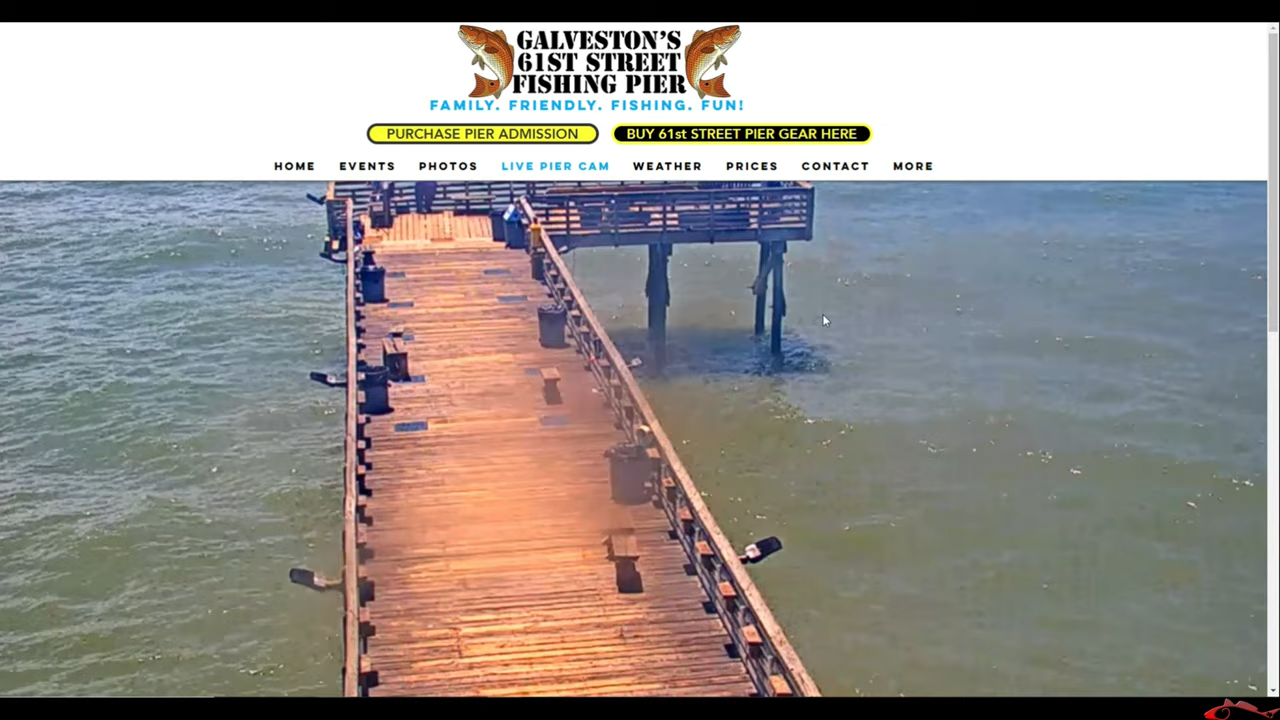 GALVESTON'S
61ST STREET
FISHING PIER
FAMILY. FRIENDLY. FISHING. FUN!
PURCHASE PIER ADMISSION BUY 61st STREET PIER GEAR HERE
HOME EVENTS PHOTOS LIVE PIER CAM WEATHER PRICES CONTACT MORE